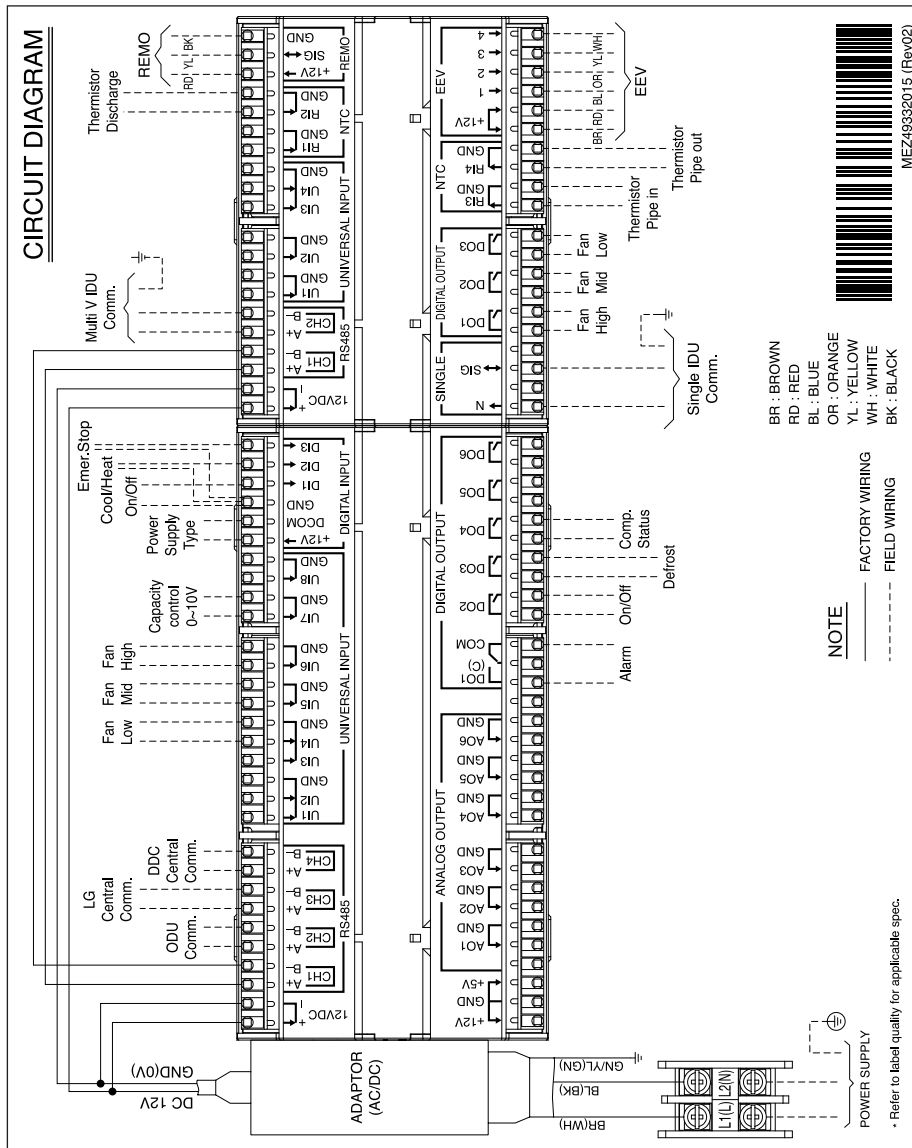 CIRCUIT DIAGRAM
DC 12V
GND(0V)
ADAPTOR
(AC/DC)
BR(WH)
BL(BK)
GN/YL(GN)
L1(L) L2(N)
POWER SUPPLY
* Refer to label quality for applicable spec.
ODU
Comm.
LG
Central
Comm.
DDC
Central
Comm.
Fan
Low
Fan
Mid
Fan
High
Capacity
control
0~10V
Power
Supply
Type
On/Off
Cool/Heat
Emer.Stop
Multi V IDU
Comm.
Thermistor
Discharge
REMO
RD YL BK
+ -
12VDC
A+ B- A+ B- A+ B- A+ B-
CH1 CH2 CH3 CH4
RS485
UI1 UI2 GND UI3 UI4 GND UI5 GND UI6 GND UI7 GND UI8 GND
UNIVERSAL INPUT
+12V DCOM GND DI1 DI2 DI3
DIGITAL INPUT
+ -
12VDC
A+ B- A+ B-
CH1 CH2
RS485
UI1 GND UI2 GND UI3 UI4 GND
UNIVERSAL INPUT
RI1 GND RI2 GND
NTC
+12V SIG GND
REMO
ANALOG OUTPUT
+12V GND +5V AO1 GND AO2 GND AO3 GND AO4 GND AO5 GND AO6 GND
DIGITAL OUTPUT
DO1 (C) COM DO2 DO3 DO4 DO5 DO6
SINGLE
N SIG
DIGITAL OUTPUT
DO1 DO2 DO3
NTC
RI3 GND RI4 GND
EEV
+12V 1 2 3 4
Alarm
On/Off
Defrost
Comp.
Status
Single IDU
Comm.
Fan
High
Fan
Mid
Fan
Low
Thermistor
Pipe in
Thermistor
Pipe out
BR RD BL OR YL WH
EEV
NOTE
FACTORY WIRING
FIELD WIRING
BR : BROWN
RD : RED
BL : BLUE
OR : ORANGE
YL : YELLOW
WH : WHITE
BK : BLACK
MEZ49332015 (Rev02)